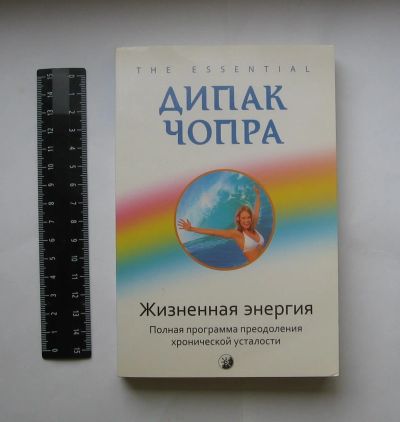 THE ESSENTIAL
ДИПАК
ЧОПРА
Жизненная энергия
Полная программа преодоления
хронической усталости